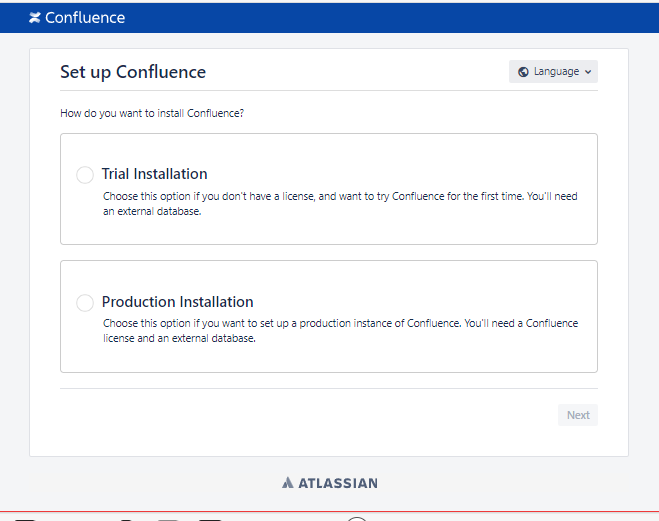 Confluence
Set up Confluence
Language
How do you want to install Confluence?
Trial Installation
Choose this option if you don't have a license, and want to try Confluence for the first time. You'll need
an external database.
Production Installation
Choose this option if you want to set up a production instance of Confluence. You'll need a Confluence
license and an external database.
Next
ATLASSIAN